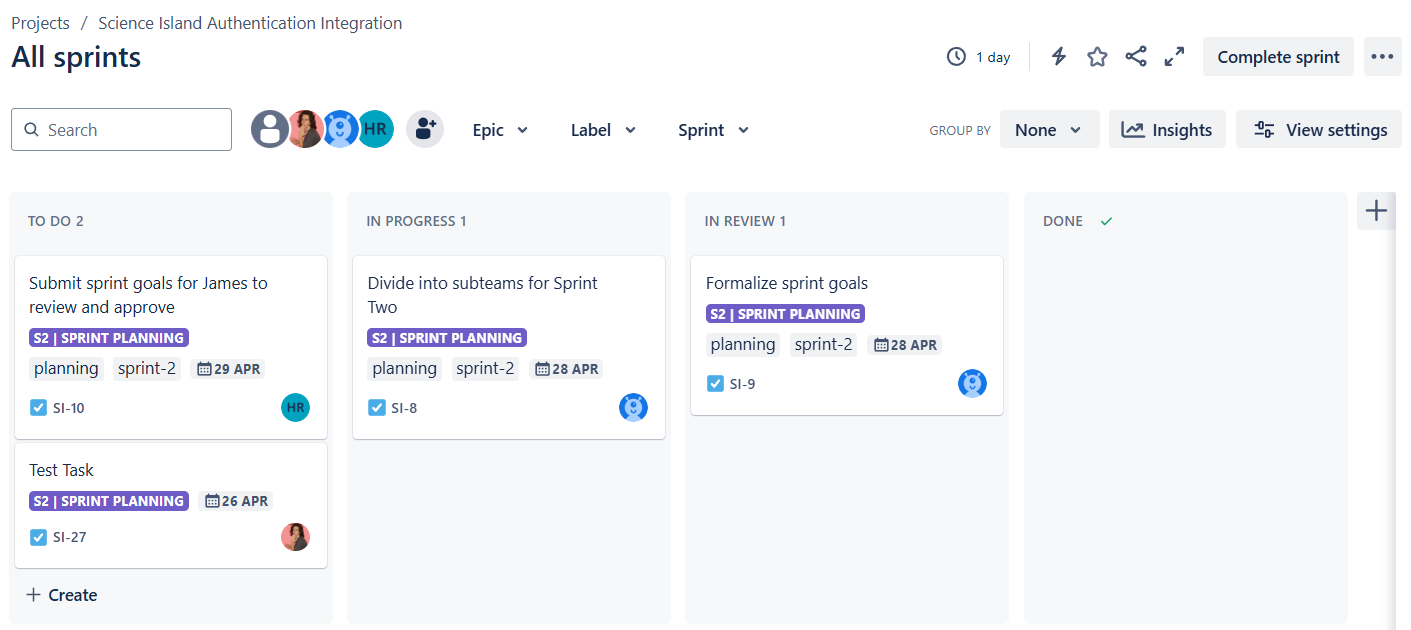 Projects / Science Island Authentication Integration
All sprints
1 day
Complete sprint
Search
HR
Epic
Label
Sprint
GROUP BY
None
Insights
View settings
TO DO 2
Submit sprint goals for James to
review and approve
S2 | SPRINT PLANNING
planning sprint-2 29 APR
SI-10
HR
Test Task
S2 | SPRINT PLANNING 26 APR
SI-27
Create
IN PROGRESS 1
Divide into subteams for Sprint
Two
S2 | SPRINT PLANNING
planning sprint-2 28 APR
SI-8
IN REVIEW 1
Formalize sprint goals
S2 | SPRINT PLANNING
planning sprint-2 28 APR
SI-9
DONE